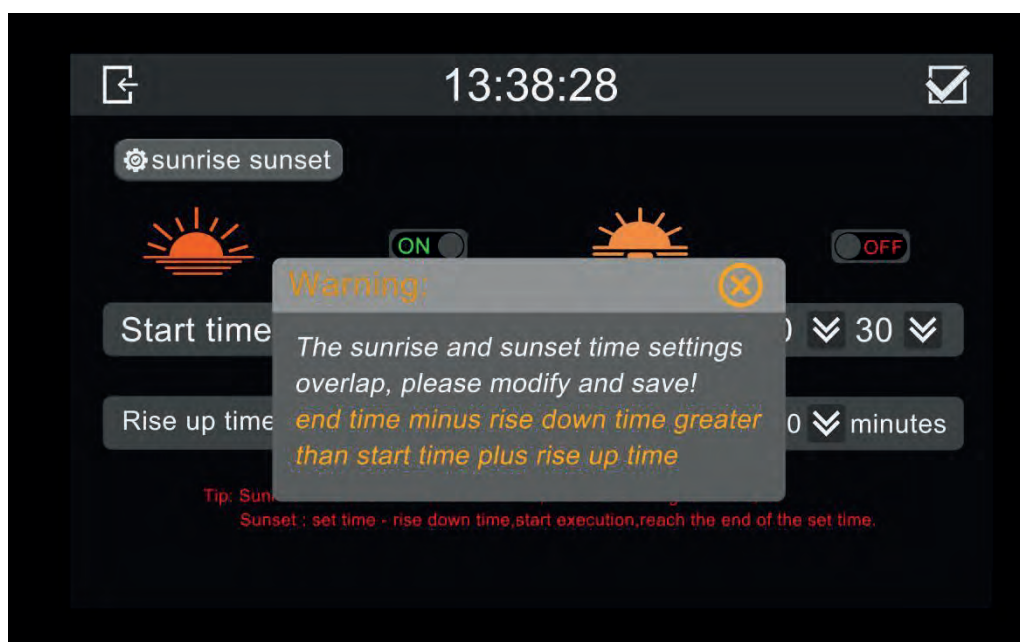 13:38:28
sunrise sunset
ON
OFF
Warning:
Start time
30
The sunrise and sunset time settings
overlap, please modify and save!
Rise up time
minutes
end time minus rise down time greater
than start time plus rise up time
Tip: Sun
Sunset : set time - rise down time,start execution,reach the end of the set time.